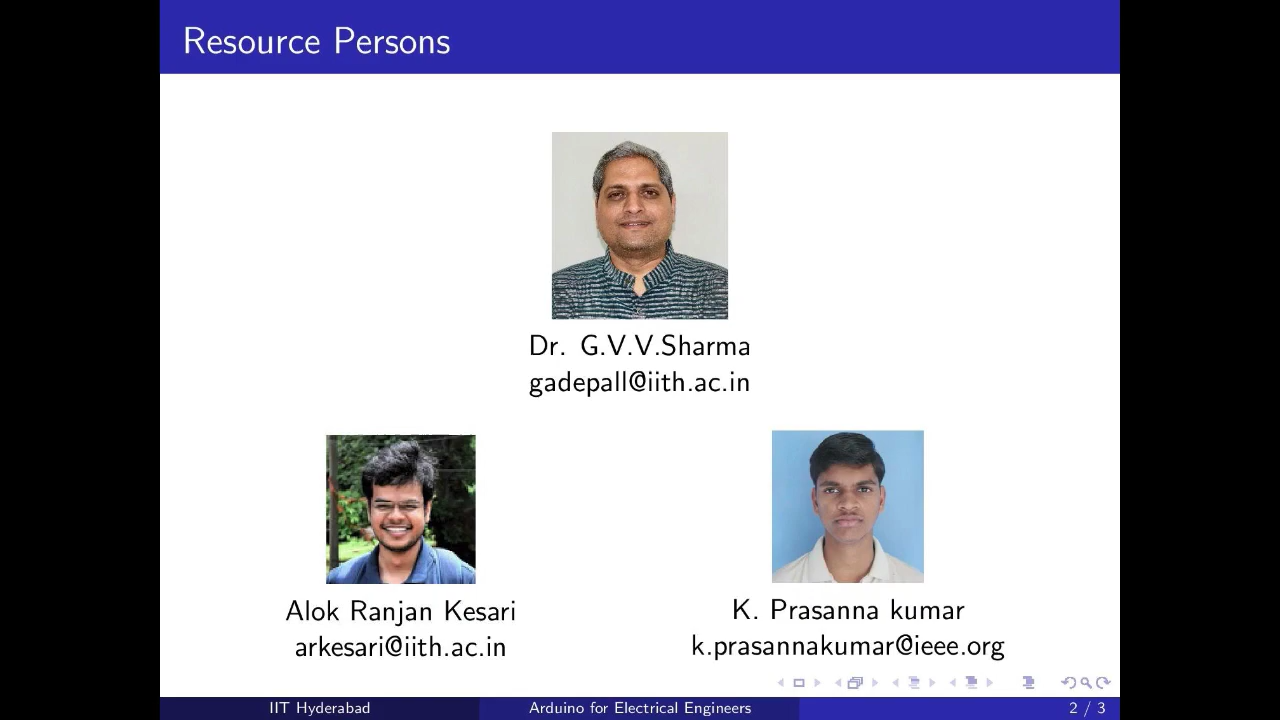 Resource Persons
Dr. G.V.V.Sharma
gadepall@iith.ac.in
Alok Ranjan Kesari
arkesari@iith.ac.in
K. Prasanna kumar
k.prasannakumar@ieee.org
IIT Hyderabad
Arduino for Electrical Engineers
2 / 3